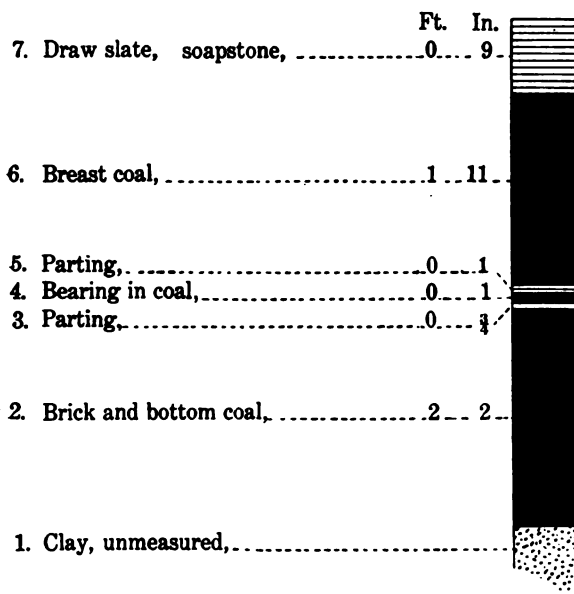 Ft. In.
7. Draw slate, soapstone, 0 9
6. Breast coal, 1 11
5. Parting, 0 1
4. Bearing in coal, 0 1
3. Parting, 0 3/4
2. Brick and bottom coal, 2 2
1. Clay, unmeasured,